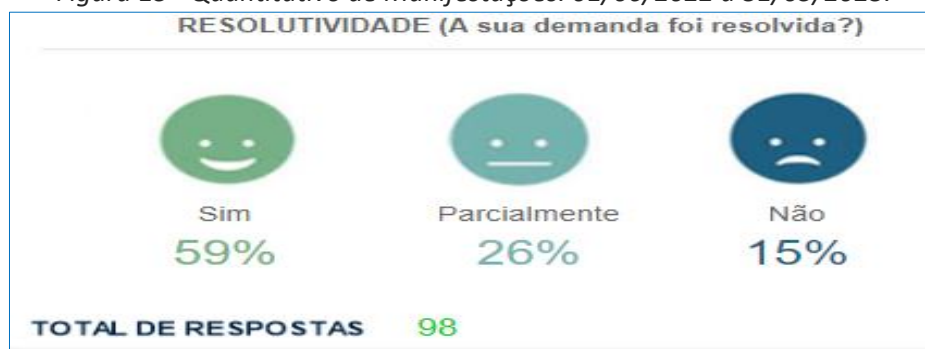 RESOLUTIVIDADE (A sua demanda foi resolvida?)
Sim Parcialmente Não
59% 26% 15%
TOTAL DE RESPOSTAS 98